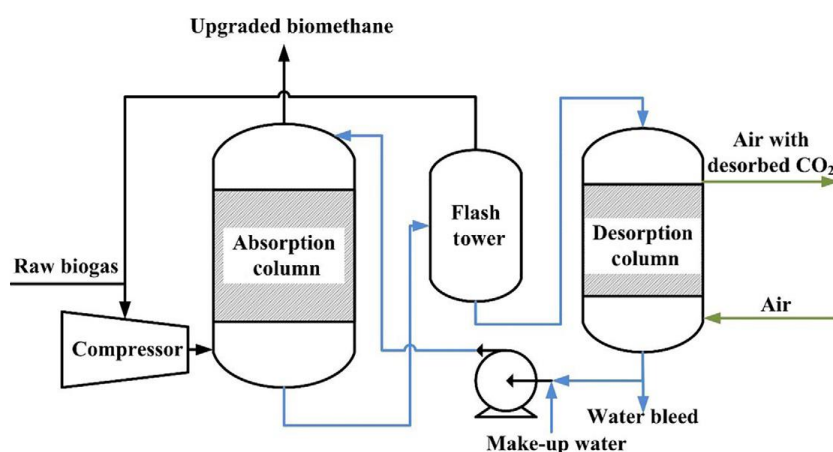 Upgraded biomethane
Air with
desorbed CO₂
Flash
tower
Absorption
column
Desorption
column
Raw biogas
Air
Compressor
Water bleed
Make-up water